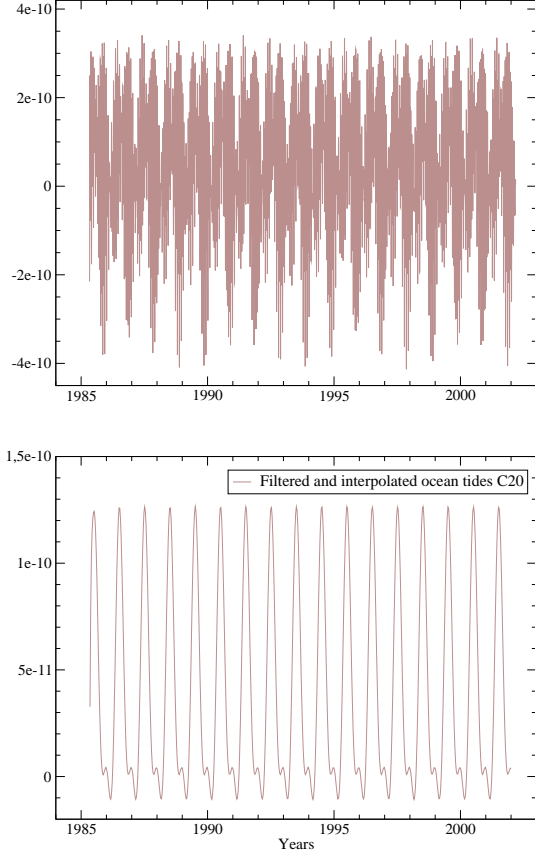 4e-10
2e-10
0
-2e-10
-4e-10
1985 1990 1995 2000
1,5e-10
Filtered and interpolated ocean tides C20
1e-10
5e-11
0
1985 1990 1995 2000
Years